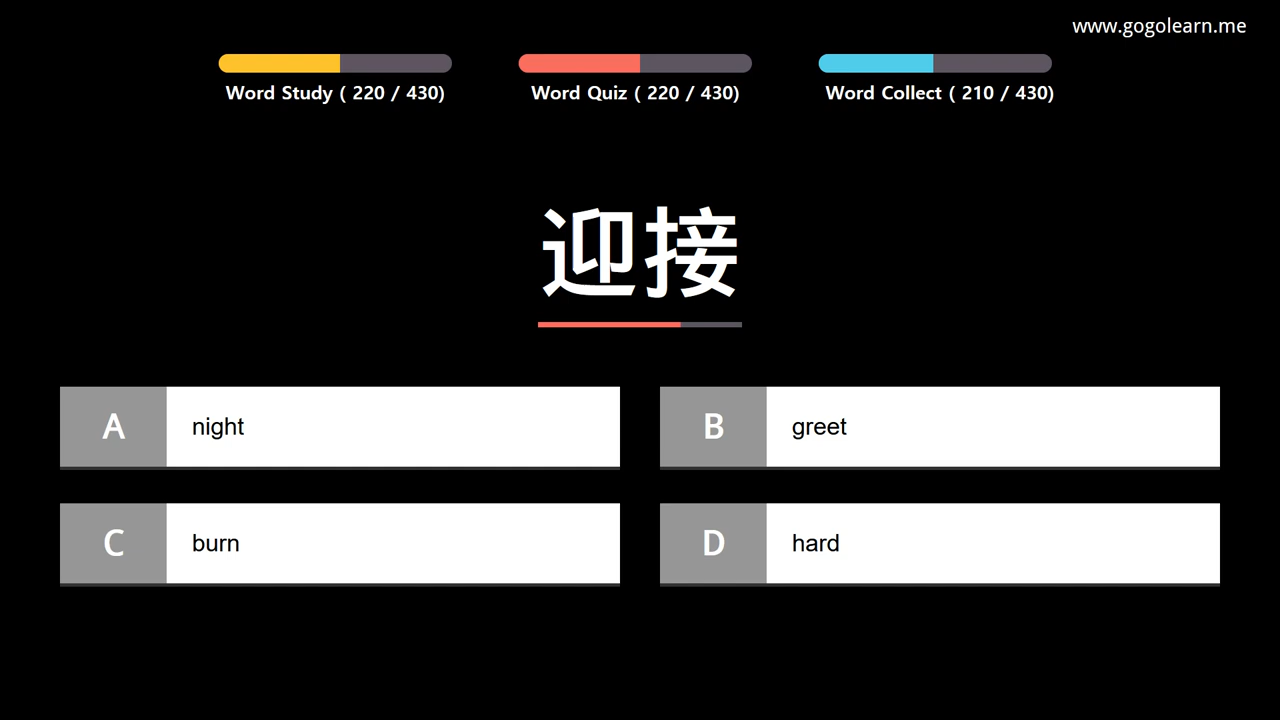 www.gogolearn.me
Word Study ( 220 / 430)
Word Quiz ( 220 / 430)
Word Collect ( 210 / 430)
迎接
A night
B greet
C burn
D hard